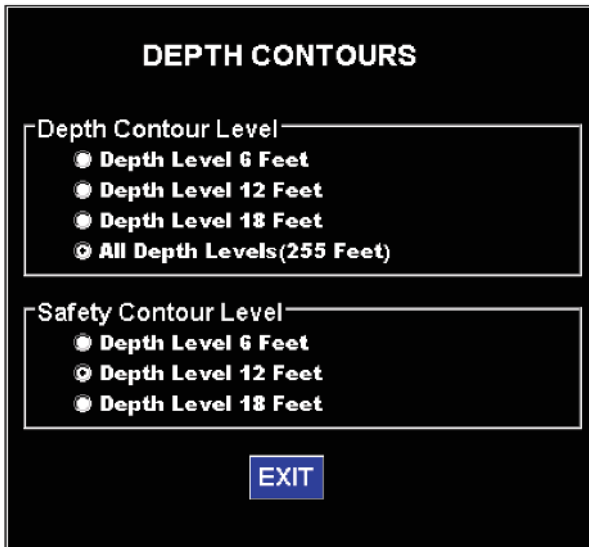 DEPTH CONTOURS
Depth Contour Level
Depth Level 6 Feet
Depth Level 12 Feet
Depth Level 18 Feet
All Depth Levels(255 Feet)
Safety Contour Level
Depth Level 6 Feet
Depth Level 12 Feet
Depth Level 18 Feet
EXIT